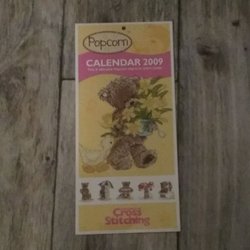 Popcorn
CALENDAR 2009
Cross
Stitching